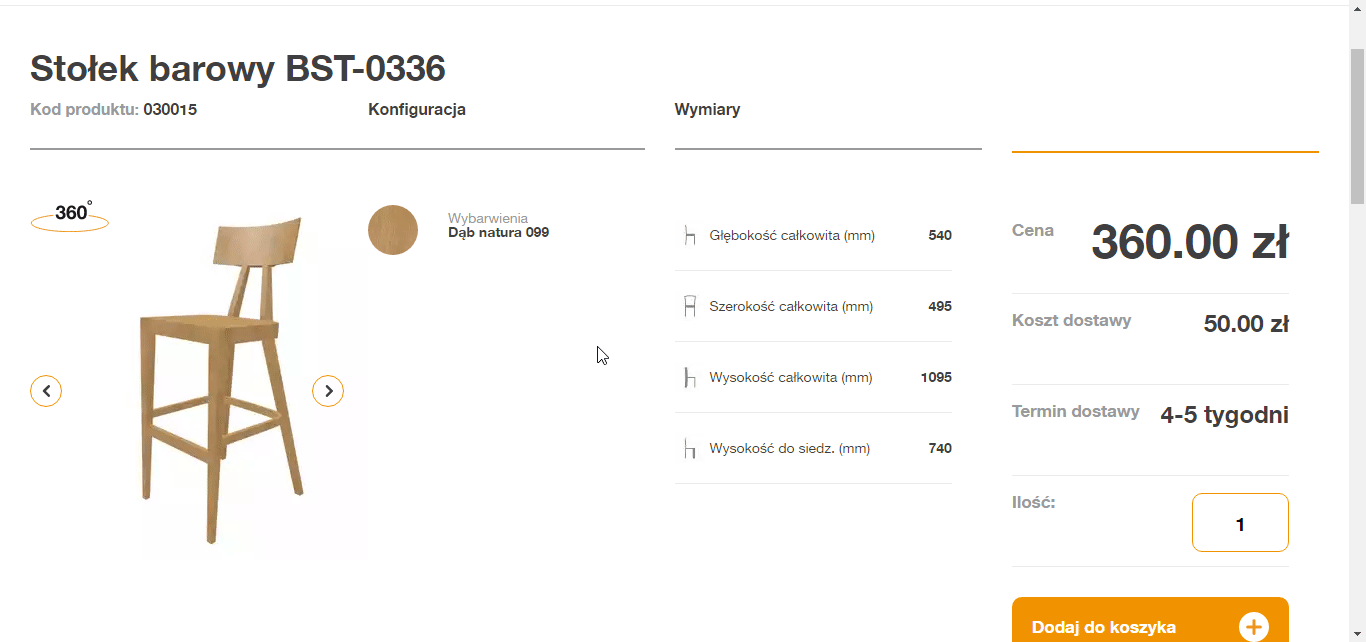 Stołek barowy BST-0336
Kod produktu: 030015
Konfiguracja
Wymiary
360°
Wybarwienia
Dąb natura 099
Głębokość całkowita (mm) 540
Szerokość całkowita (mm) 495
Wysokość całkowita (mm) 1095
Wysokość do siedz. (mm) 740
Cena 360.00 zł
Koszt dostawy 50.00 zł
Termin dostawy 4-5 tygodni
Ilość: 1
Dodaj do koszyka